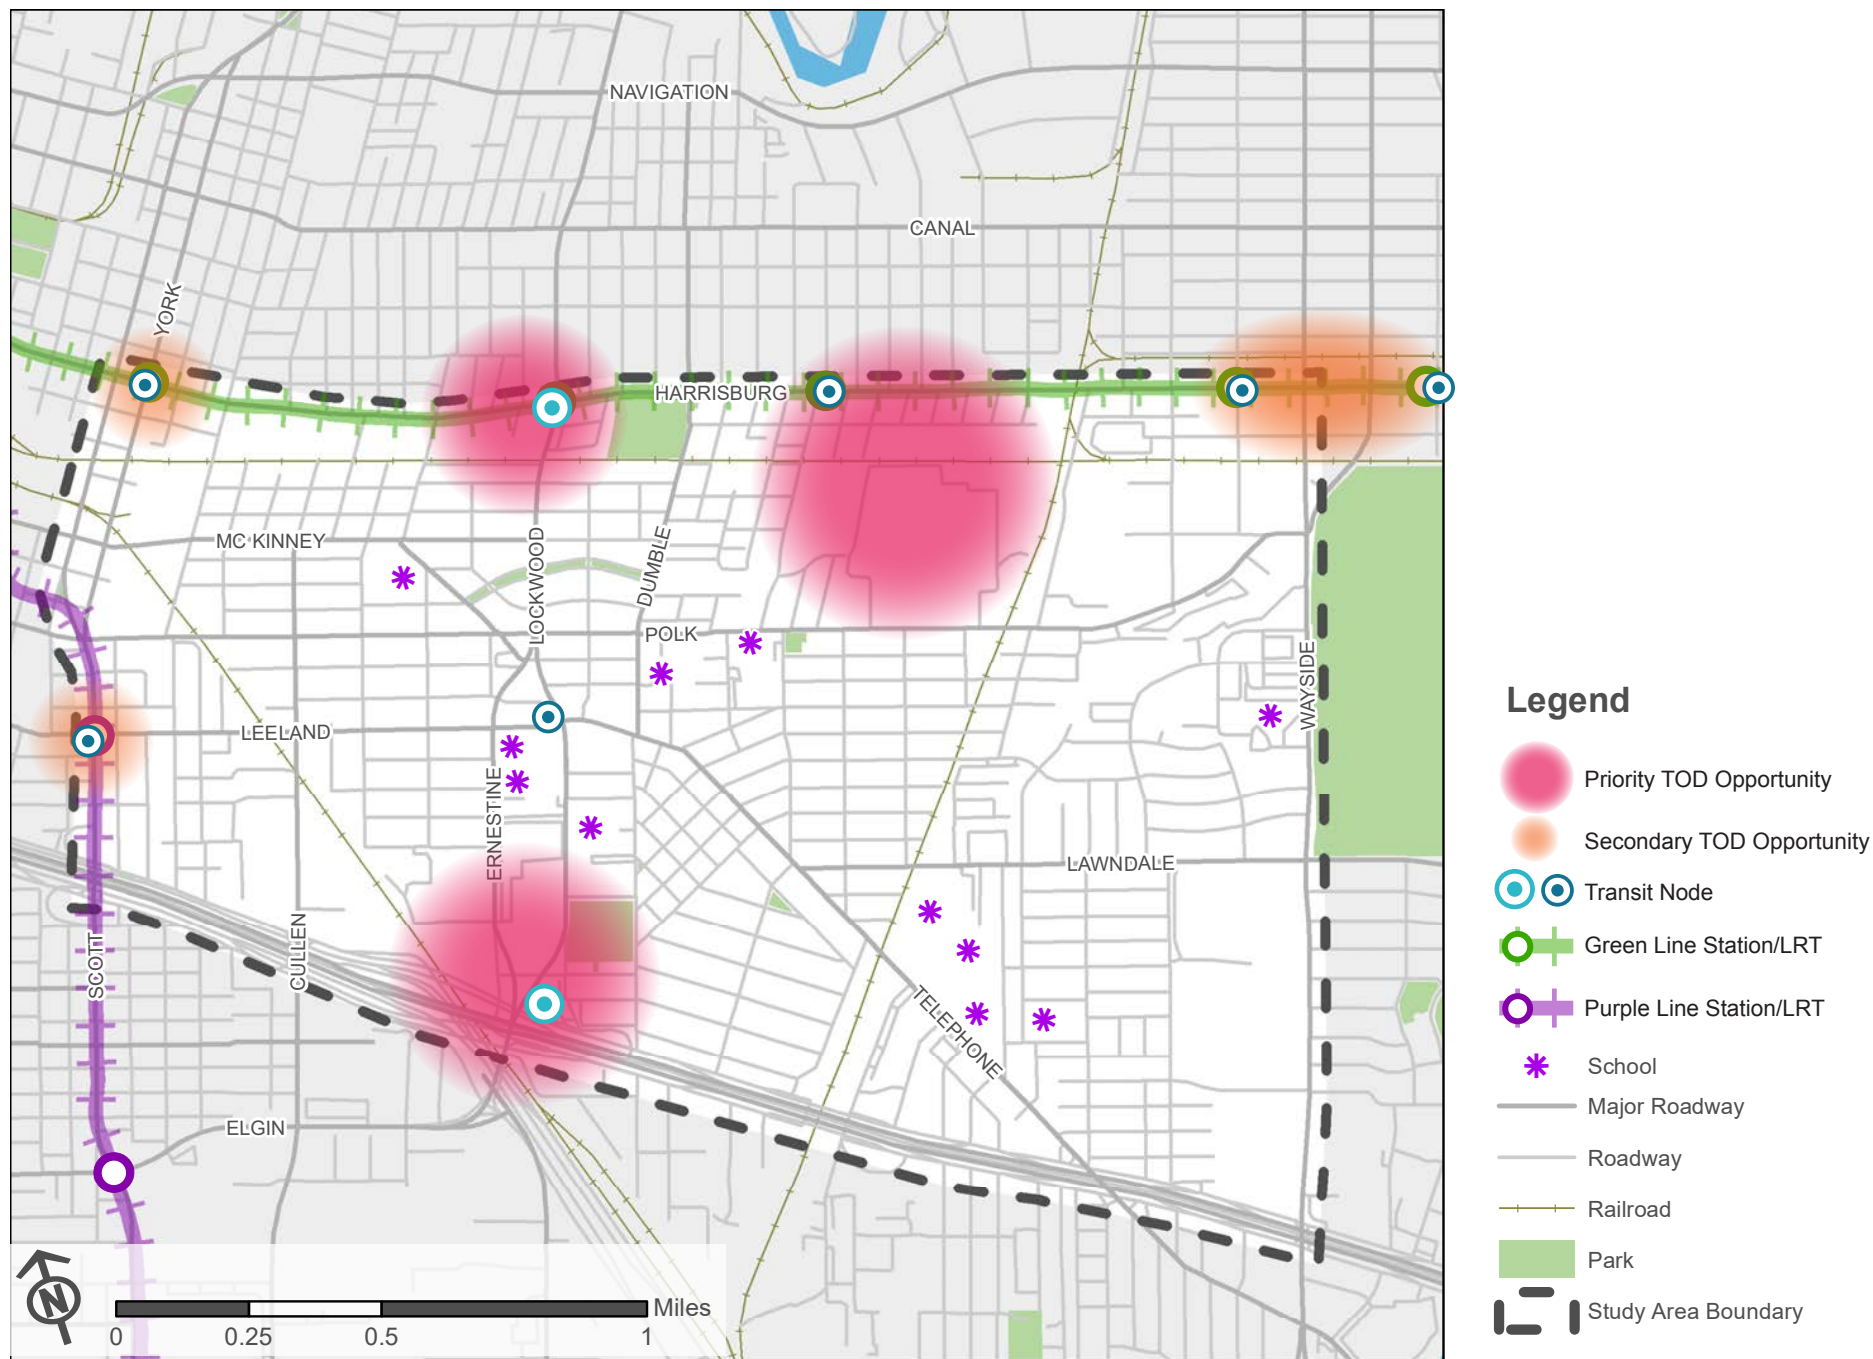 NAVIGATION
CANAL
YORK
HARRISBURG
MC KINNEY
LOCKWOOD
DUMBLE
POLK
WAYSIDE
LEELAND
ERNESTINE
LAWNDALE
SCOTT
CULLEN
TELEPHONE
ELGIN
N
Miles
0 0.25 0.5 1
Legend
Priority TOD Opportunity
Secondary TOD Opportunity
Transit Node
Green Line Station/LRT
Purple Line Station/LRT
School
Major Roadway
Roadway
Railroad
Park
Study Area Boundary